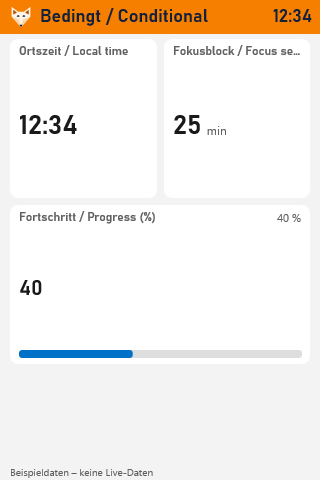 Bedingt / Conditional 12:34
Ortszeit / Local time
12:34
Fokusblock / Focus se...
25 min
Fortschritt / Progress (%) 40 %
40
Beispieldaten – keine Live-Daten